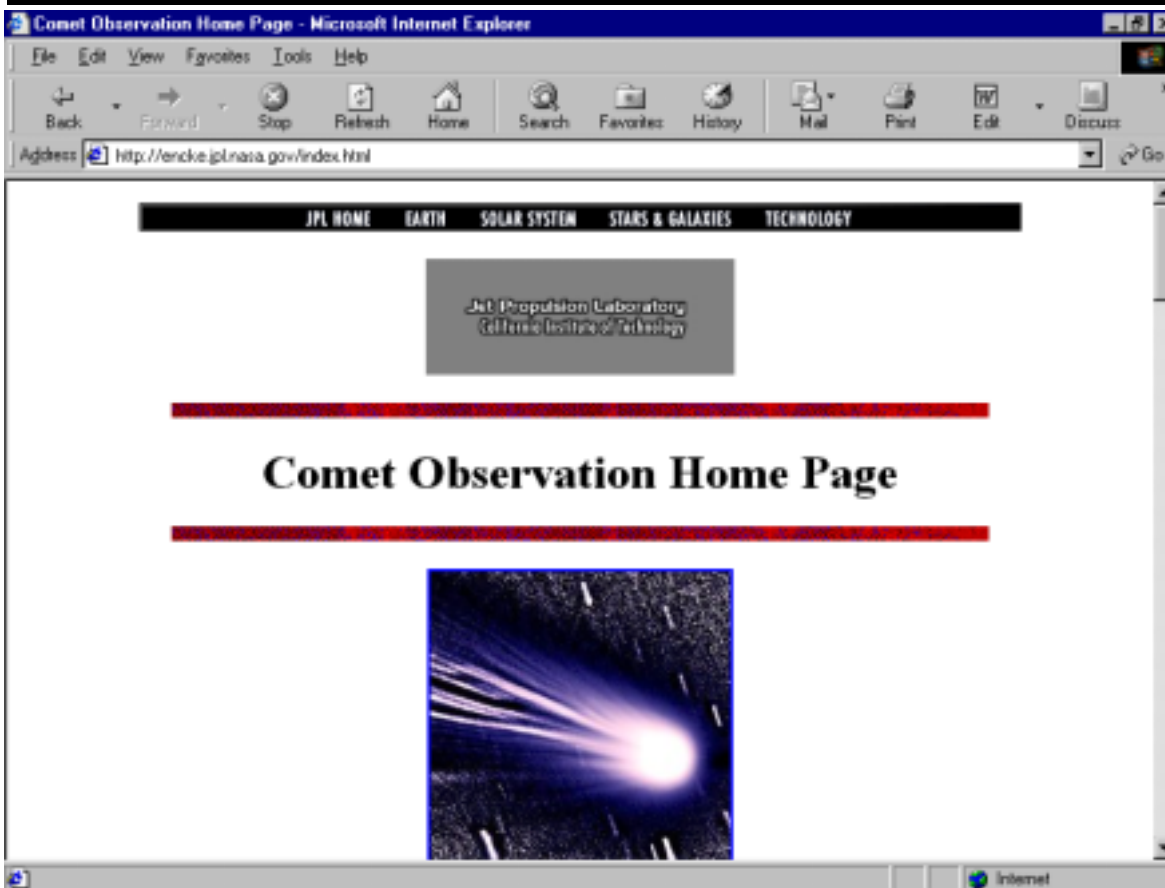 Comet Observation Home Page - Microsoft Internet Explorer
File Edit View Favorites Tools Help
Back Forward Stop Refresh Home Search Favorites History Mail Print Edit Discuss
Address http://encke.jpl.nasa.gov/index.html Go
JPL HOME EARTH SOLAR SYSTEM STARS & GALAXIES TECHNOLOGY
Jet Propulsion Laboratory
California Institute of Technology
Comet Observation Home Page
Internet